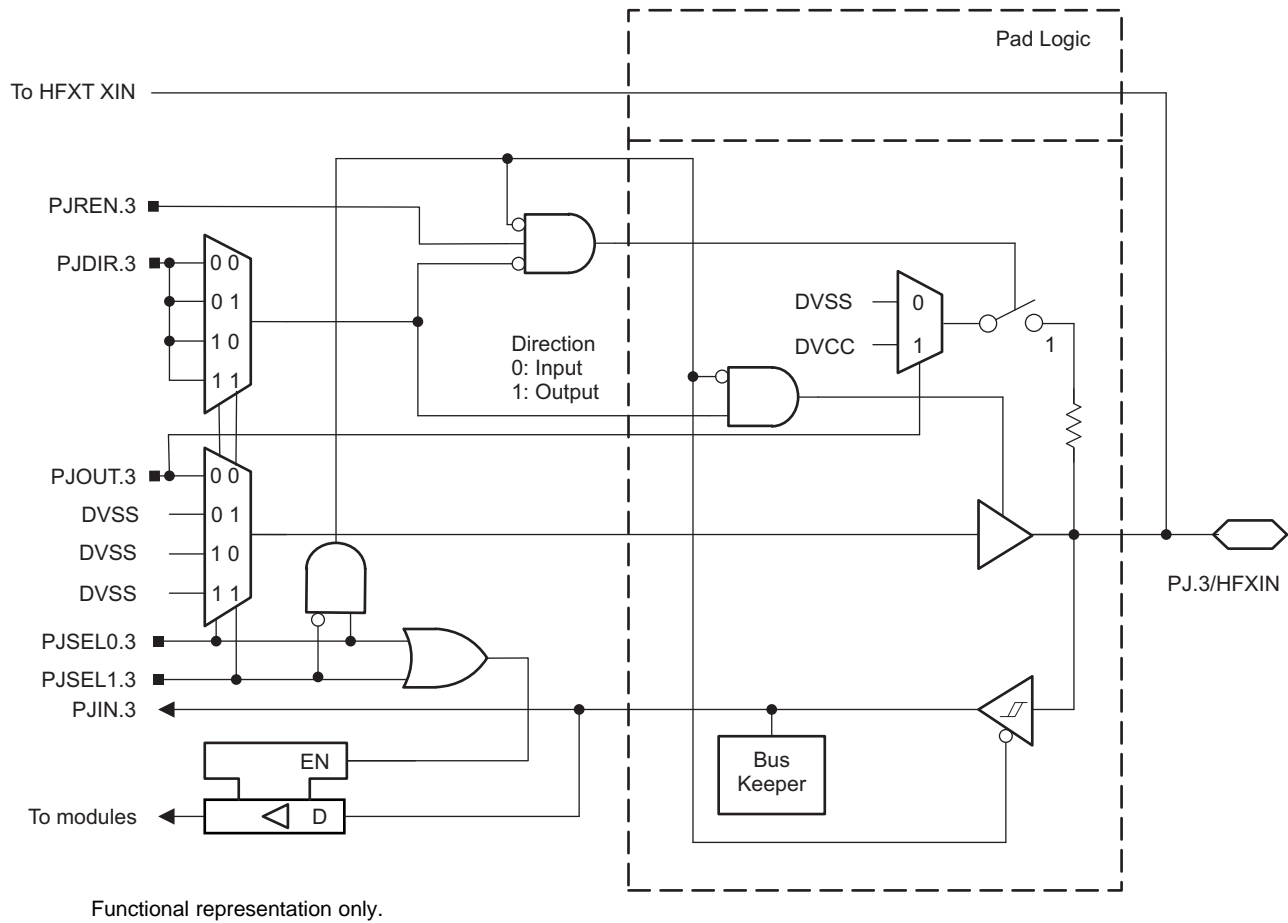 Pad Logic
To HFXT XIN
PJREN.3
PJDIR.3
0 0
0 1
1 0
1 1
DVSS
0
DVCC
1
1
Direction
0: Input
1: Output
PJOUT.3
0 0
DVSS
0 1
DVSS
1 0
DVSS
1 1
PJ.3/HFXIN
PJSEL0.3
PJSEL1.3
PJIN.3
EN
Bus
Keeper
To modules
D
Functional representation only.